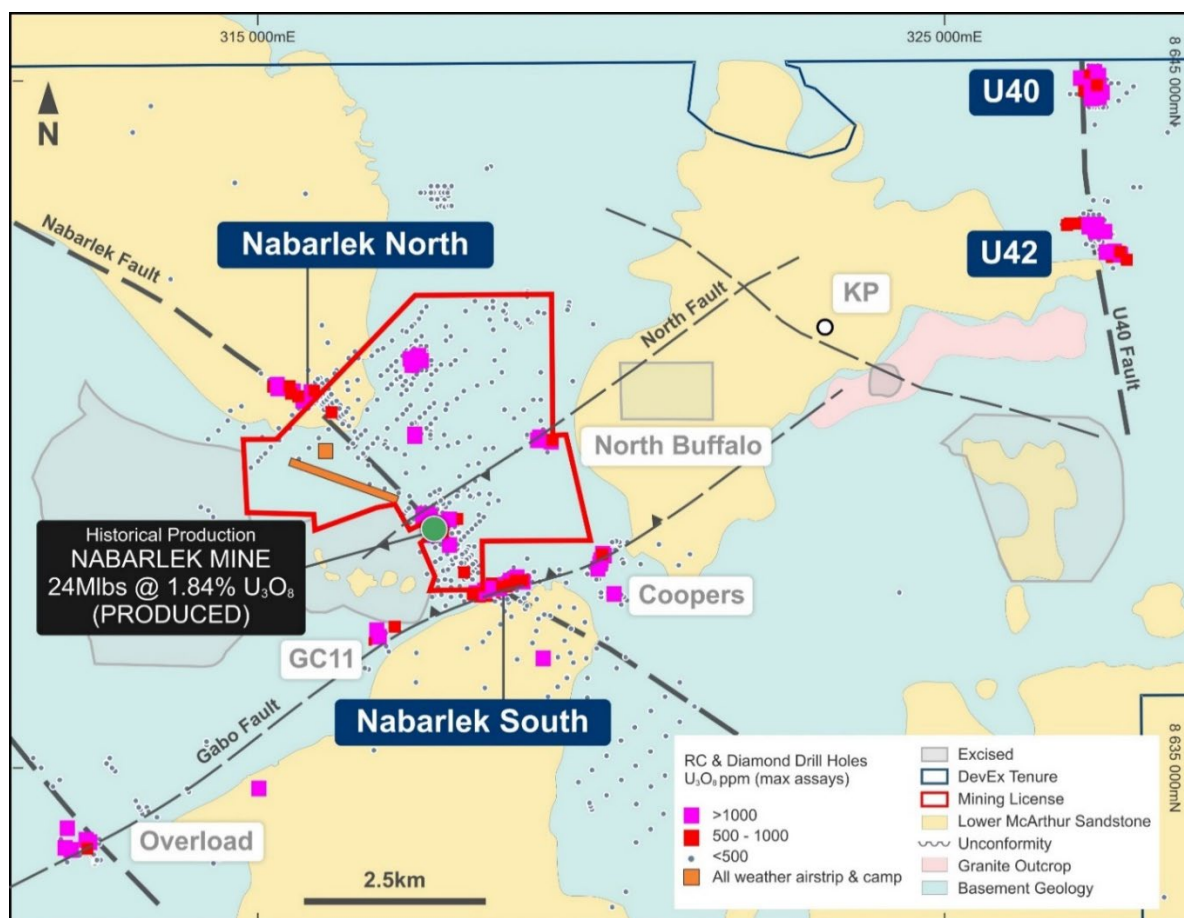 315 000mE
325 000mE
8 645 000mN
N
U40
Nabarlek Fault
Nabarlek North
U42
North Fault
KP
U40 Fault
North Buffalo
Historical Production
NABARLEK MINE
24Mlbs @ 1.84% U₃O₈
(PRODUCED)
Coopers
GC11
Nabarlek South
Gabo Fault
8 635 000mN
Overload
2.5km
RC & Diamond Drill Holes
U₃O₈ ppm (max assays)
>1000
500 - 1000
<500
All weather airstrip & camp
Excised
DevEx Tenure
Mining License
Lower McArthur Sandstone
Unconformity
Granite Outcrop
Basement Geology